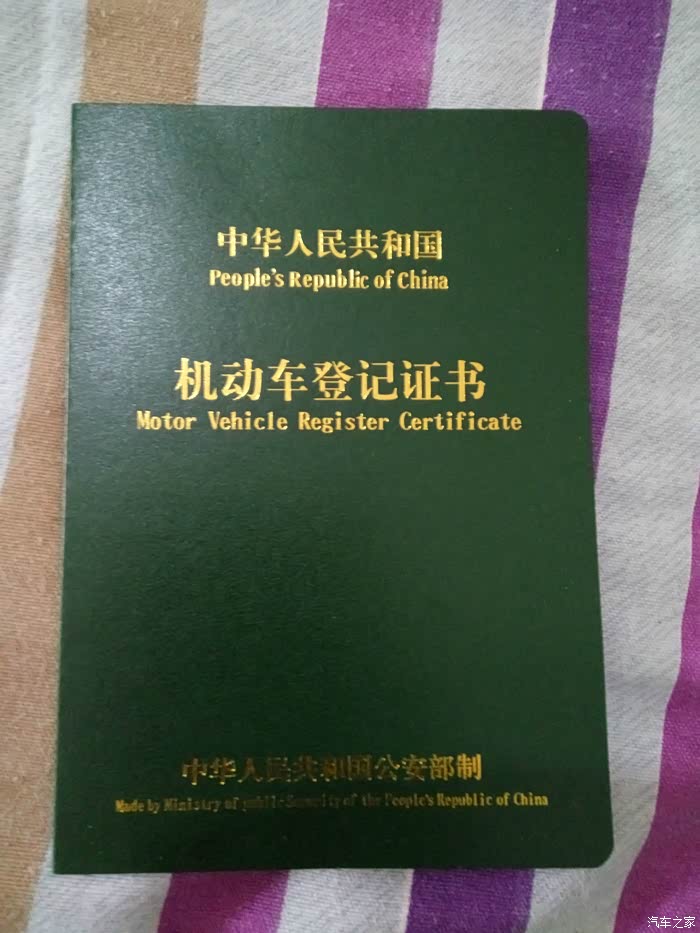 中华人民共和国
People's Republic of China
机动车登记证书
Motor Vehicle Register Certificate
中华人民共和国公安部制
Made by Ministry of public Security of the People's Republic of China
汽车之家